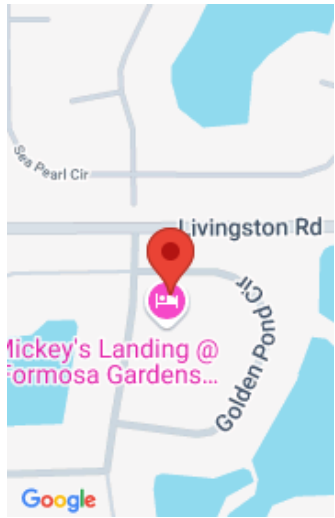 Sea Pearl Cir
Livingston Rd
Mickey's Landing @
Formosa Gardens...
Golden Pond Cir
Google